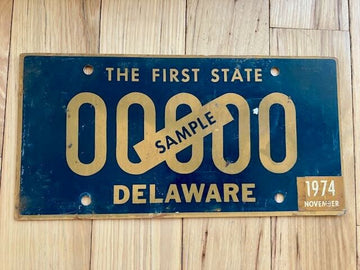 THE FIRST STATE
00000
SAMPLE
DELAWARE
1974
NOVEMBER